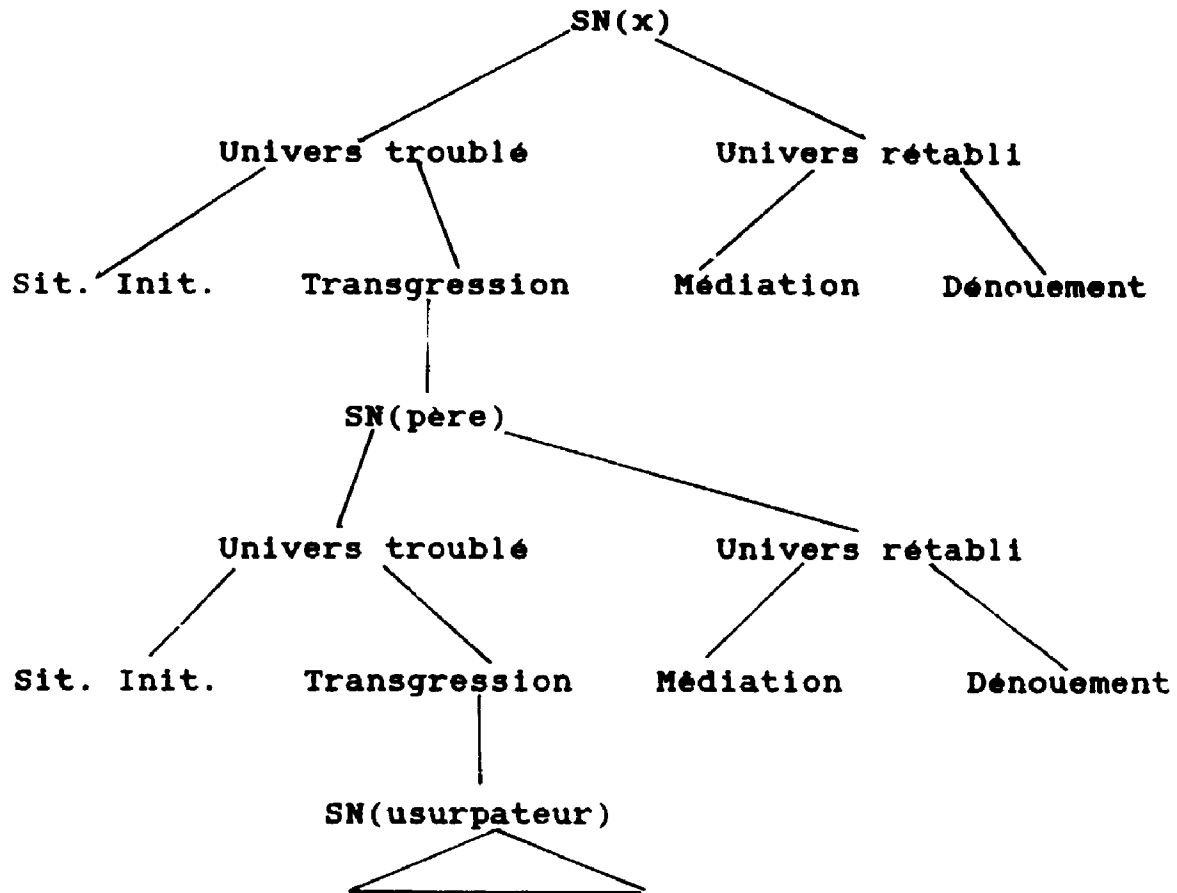 SN(x)
Univers troublé Univers rétabli
Sit. Init. Transgression Médiation Dénouement
SN(père)
Univers troublé Univers rétabli
Sit. Init. Transgression Médiation Dénouement
SN(usurpateur)